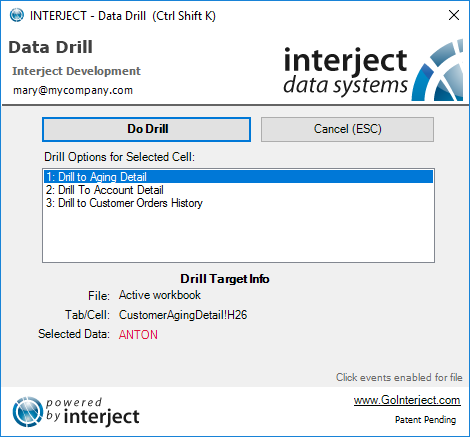 INTERJECT - Data Drill  (Ctrl Shift K)
Data Drill
Interject Development
mary@mycompany.com
interject
data systems
Do Drill
Cancel (ESC)
Drill Options for Selected Cell:
1: Drill to Aging Detail
2: Drill To Account Detail
3: Drill to Customer Orders History
Drill Target Info
File: Active workbook
Tab/Cell: CustomerAgingDetail!H26
Selected Data: ANTON
Click events enabled for file
powered
by interject
www.GoInterject.com
Patent Pending